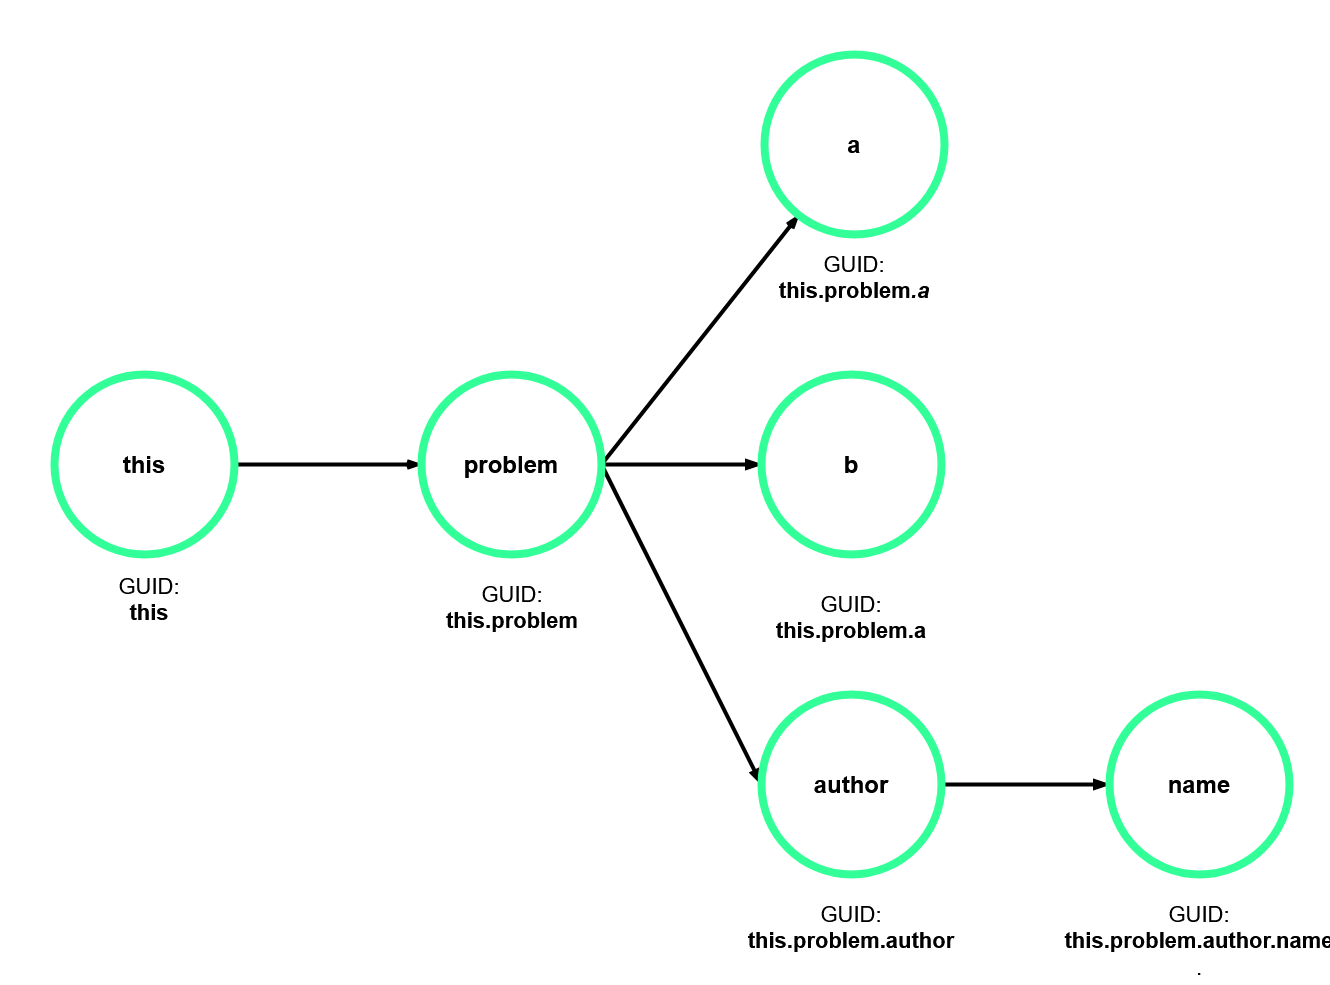 a
GUID:
this.problem.a
this
GUID:
this
problem
GUID:
this.problem
b
GUID:
this.problem.a
author
GUID:
this.problem.author
name
GUID:
this.problem.author.name
.